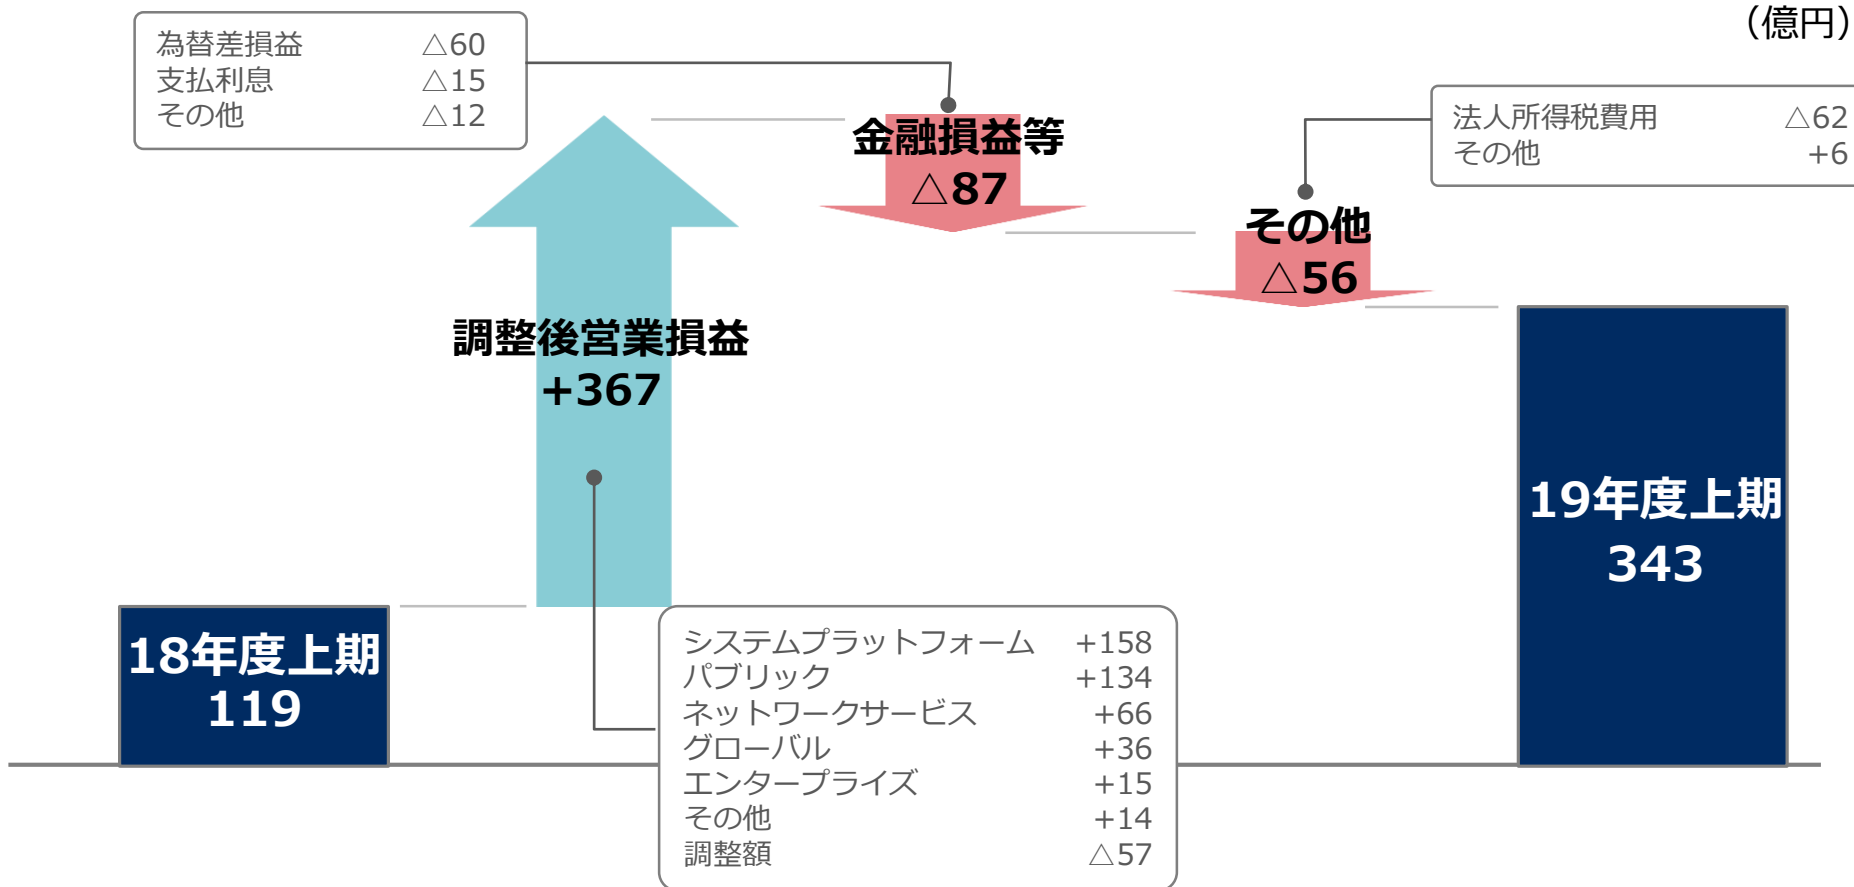 （億円）
為替差損益 △60
支払利息 △15
その他 △12
金融損益等
△87
法人所得税費用 △62
その他 +6
その他
△56
調整後営業損益
+367
18年度上期
119
システムプラットフォーム +158
パブリック +134
ネットワークサービス +66
グローバル +36
エンタープライズ +15
その他 +14
調整額 △57
19年度上期
343